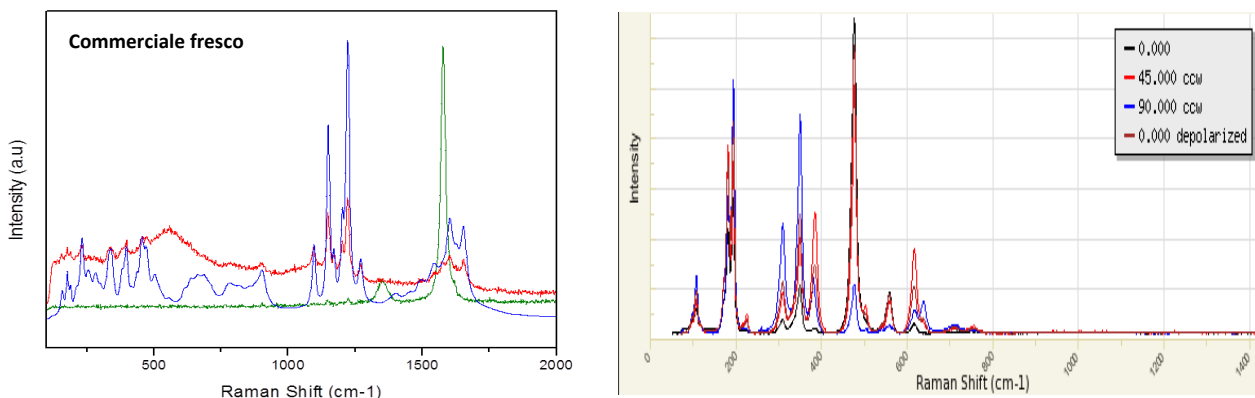 Commerciale fresco
Intensity (a.u)
500
1000
1500
2000
Raman Shift (cm-1)
0.000
45.000 ccw
90.000 ccw
0.000 depolarized
Intensity
0
200
400
600
800
1000
1200
1400
Raman Shift (cm-1)